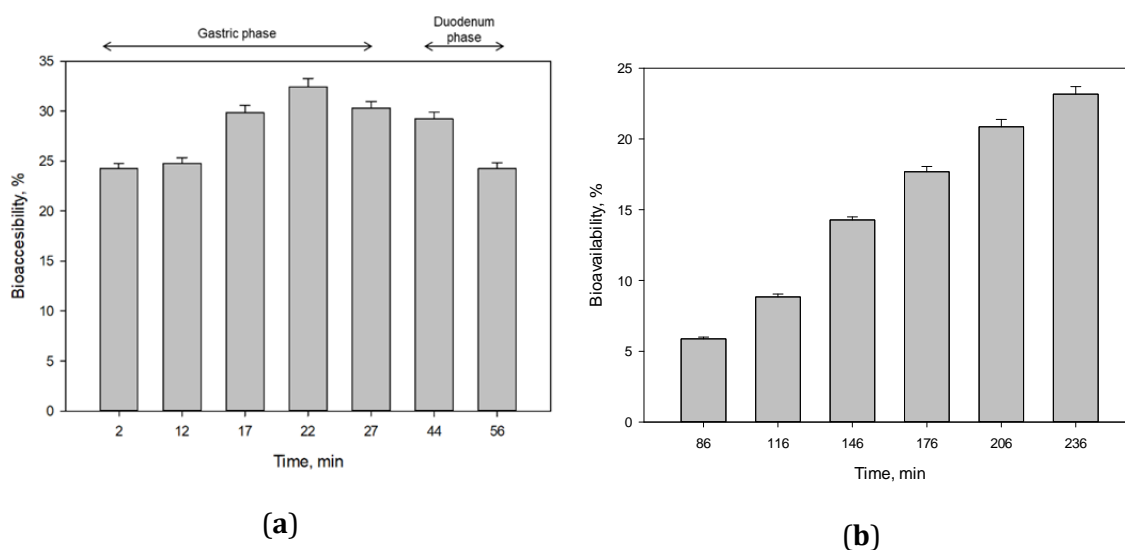 Gastric phase
Duodenum
phase
35
30
25
20
15
10
5
0
Bioaccesibility, %
2 12 17 22 27 44 56
Time, min
(a)
25
20
15
10
5
0
Bioavailability, %
86 116 146 176 206 236
Time, min
(b)